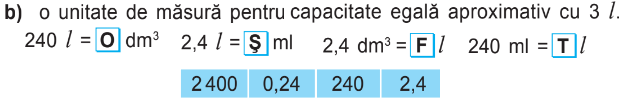 b) o unitate de măsură pentru capacitate egală aproximativ cu 3 l.
240 l = O dm³ 2,4 l = Ş ml 2,4 dm³ = F l 240 ml = T l
2 400 0,24 240 2,4